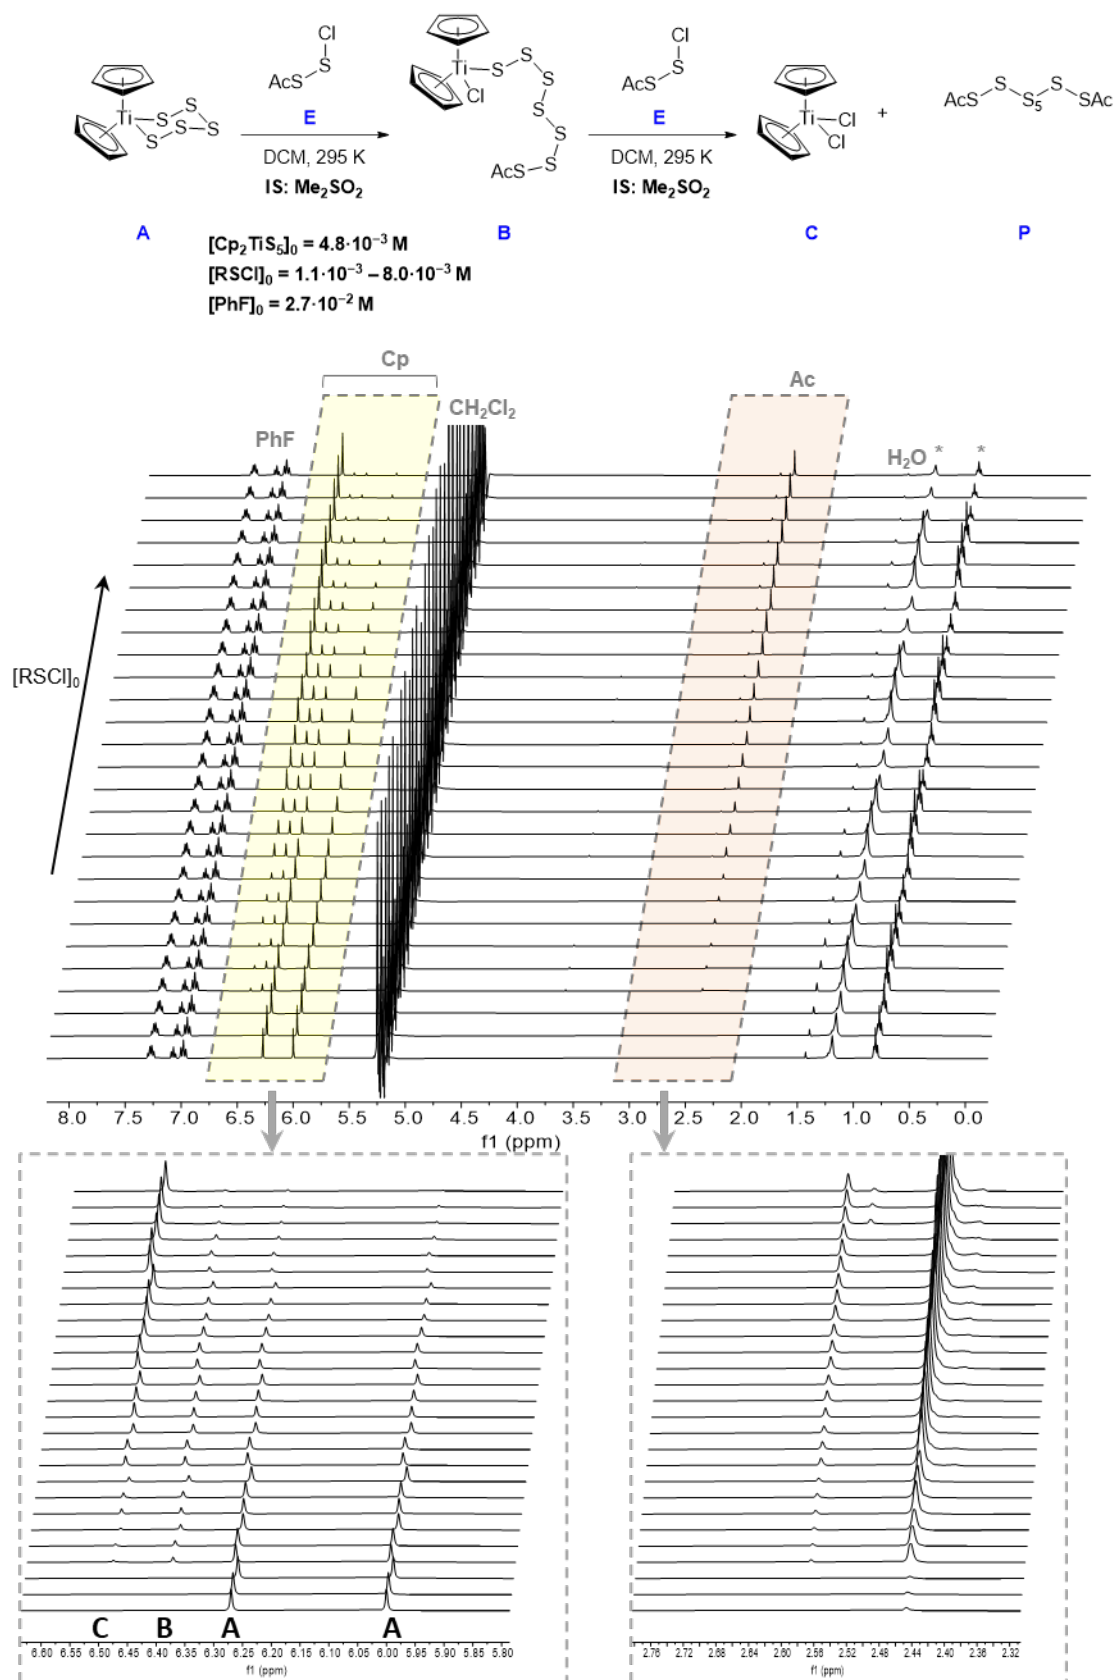 Cl
S
AcS
E
DCM, 295 K
IS: Me₂SO₂
Ti
S
S
S
S
S
A
Ti
Cl
S
S
S
S
S
S
AcS
S
B
Cl
S
AcS
E
DCM, 295 K
IS: Me₂SO₂
Ti
Cl
Cl
C
+
AcS
S
S₅
S
SAc
P
[Cp₂TiS₅]₀ = 4.8·10⁻³ M
[RSCl]₀ = 1.1·10⁻³ – 8.0·10⁻³ M
[PhF]₀ = 2.7·10⁻² M
Cp
Ac
CH₂Cl₂
PhF
H₂O * *
[RSCl]₀
8.0 7.5 7.0 6.5 6.0 5.5 5.0 4.5 4.0 3.5 3.0 2.5 2.0 1.5 1.0 0.5 0.0
f1 (ppm)
C B A A
6.60 6.55 6.50 6.45 6.40 6.35 6.30 6.25 6.20 6.15 6.10 6.05 6.00 5.95 5.90 5.85 5.80
f1 (ppm)
2.76 2.72 2.68 2.64 2.60 2.56 2.52 2.48 2.44 2.40 2.36 2.32
f1 (ppm)